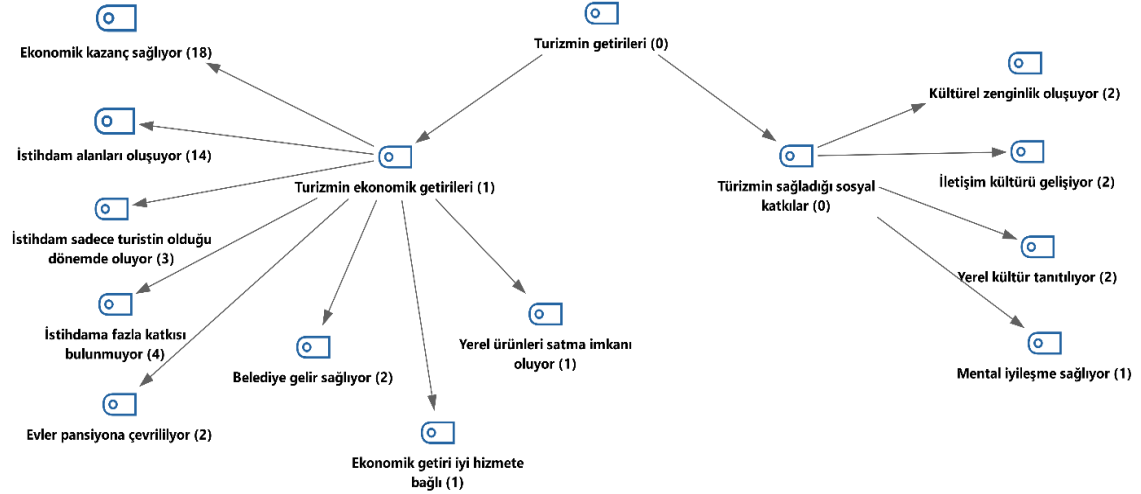 Turizmin getirileri (0)
Ekonomik kazanç sağlıyor (18)
İstihdam alanları oluşuyor (14)
Turizmin ekonomik getirileri (1)
İstihdam sadece turistin olduğu
dönemde oluyor (3)
İstihdama fazla katkısı
bulunmuyor (4)
Evler pansiyona çevrililyor (2)
Belediye gelir sağlıyor (2)
Ekonomik getiri iyi hizmete
bağlı (1)
Yerel ürünleri satma imkanı
oluyor (1)
Türizmin sağladığı sosyal
katkılar (0)
Kültürel zenginlik oluşuyor (2)
İletişim kültürü gelişiyor (2)
Yerel kültür tanıtılıyor (2)
Mental iyileşme sağlıyor (1)